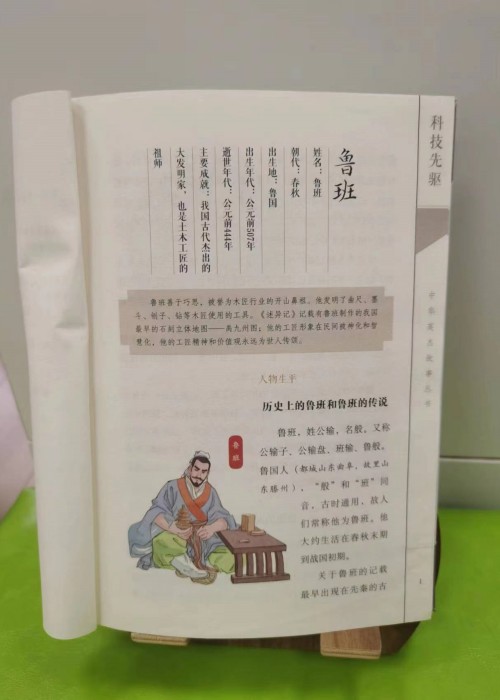 科技先驱
鲁班
姓名：鲁班
朝代：春秋
出生地：鲁国
出生年代：公元前507年
逝世年代：公元前444年
主要成就：我国古代杰出的
大发明家，也是土木工匠的
祖师
鲁班善于巧思，被誉为木匠行业的开山鼻祖。他发明了曲尺、墨
斗、刨子、钻等木匠使用的工具。《述异记》记载有鲁班制作的我国
最早的石刻立体地图——禹九州图；他的工匠形象在民间被神化和智
慧化，他的工匠精神和价值观永远为世人传颂。
人物生平
历史上的鲁班和鲁班的传说
鲁班，姓公输，名般，又称
公输子、公输盘、班输、鲁般，
鲁国人（都城山东曲阜，故里山
东滕州），“般”和“班”同
音，古时通用，故人
们常称他为鲁班。他
大约生活在春秋末期
到战国初期。
关于鲁班的记载
最早出现在先秦的古
鲁班
1